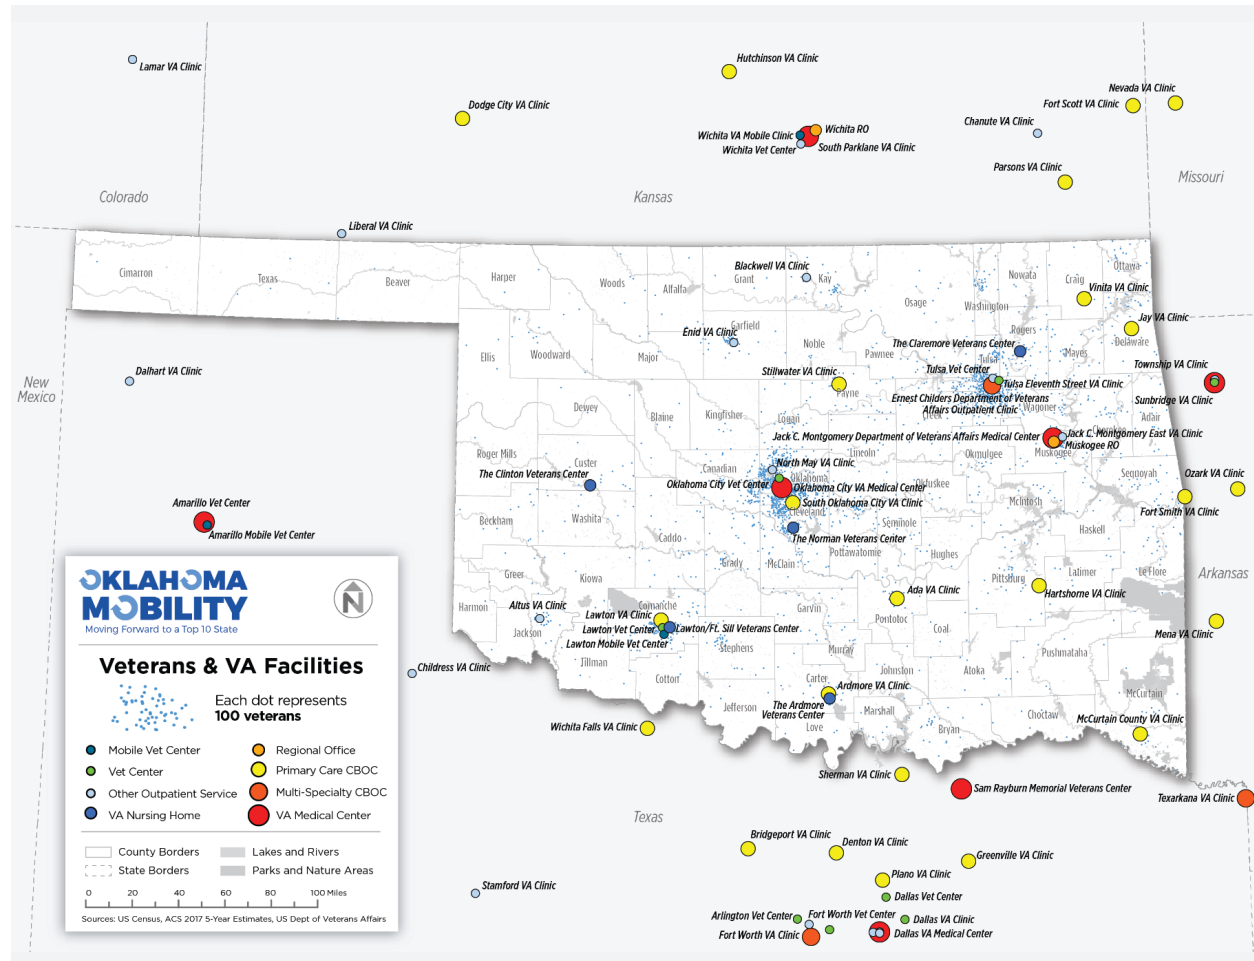 Lamar VA Clinic
Hutchinson VA Clinic
Dodge City VA Clinic
Nevada VA Clinic
Fort Scott VA Clinic
Chanute VA Clinic
Wichita VA Mobile Clinic
Wichita RO
Wichita Vet Center
South Parklane VA Clinic
Parsons VA Clinic
Missouri
Colorado
Kansas
Liberal VA Clinic
Cimarron
Texas
Beaver
Harper
Woods
Alfalfa
Blackwell VA Clinic
Grant
Kay
Osage
Washington
Nowata
Craig
Ottawa
Vinita VA Clinic
Jay VA Clinic
Delaware
Rogers
Mayes
The Claremore Veterans Center
Enid VA Clinic
Garfield
Noble
Pawnee
Ellis
Woodward
Major
Dalhart VA Clinic
New
Mexico
Stillwater VA Clinic
Payne
Tulsa
Tulsa Vet Center
Tulsa Eleventh Street VA Clinic
Ernest Childers Department of Veterans
Affairs Outpatient Clinic
Creek
Wagoner
Township VA Clinic
Sunbridge VA Clinic
Adair
Dewey
Blaine
Kingfisher
Logan
Jack C. Montgomery Department of Veterans Affairs Medical Center
Jack C. Montgomery East VA Clinic
Cherokee
Muskogee RO
Muskogee
Roger Mills
Custer
Canadian
Lincoln
Okmulgee
The Clinton Veterans Center
North May VA Clinic
Oklahoma
Oklahoma City Vet Center
Oklahoma City VA Medical Center
Okfuskee
Sequoyah
Ozark VA Clinic
Fort Smith VA Clinic
McIntosh
South Oklahoma City VA Clinic
Cleveland
Seminole
Haskell
The Norman Veterans Center
Pottawatomie
Beckham
Washita
Caddo
Grady
McClain
Hughes
Pittsburg
Latimer
Le Flore
Arkansas
Hartshorne VA Clinic
Amarillo Vet Center
Amarillo Mobile Vet Center
Greer
Kiowa
Harmon
Altus VA Clinic
Jackson
Comanche
Lawton VA Clinic
Lawton Vet Center
Lawton/Ft. Sill Veterans Center
Lawton Mobile Vet Center
Garvin
Ada VA Clinic
Pontotoc
Coal
Mena VA Clinic
Tillman
Stephens
Murray
Pushmataha
Childress VA Clinic
Cotton
Carter
Johnston
Atoka
Ardmore VA Clinic
The Ardmore
Veterans Center
Jefferson
Love
Marshall
Bryan
Choctaw
McCurtain
McCurtain County VA Clinic
Wichita Falls VA Clinic
Sherman VA Clinic
Sam Rayburn Memorial Veterans Center
Texarkana VA Clinic
Texas
Bridgeport VA Clinic
Denton VA Clinic
Greenville VA Clinic
Plano VA Clinic
Stamford VA Clinic
Dallas Vet Center
Arlington Vet Center
Fort Worth Vet Center
Dallas VA Clinic
Fort Worth VA Clinic
Dallas VA Medical Center
OKLAHOMA
MOBILITY
Moving Forward to a Top 10 State
N
Veterans & VA Facilities
Each dot represents
100 veterans
Mobile Vet Center
Vet Center
Other Outpatient Service
VA Nursing Home
Regional Office
Primary Care CBOC
Multi-Specialty CBOC
VA Medical Center
County Borders
State Borders
Lakes and Rivers
Parks and Nature Areas
0 20 40 60 80 100 Miles
Sources: US Census, ACS 2017 5-Year Estimates, US Dept of Veterans Affairs